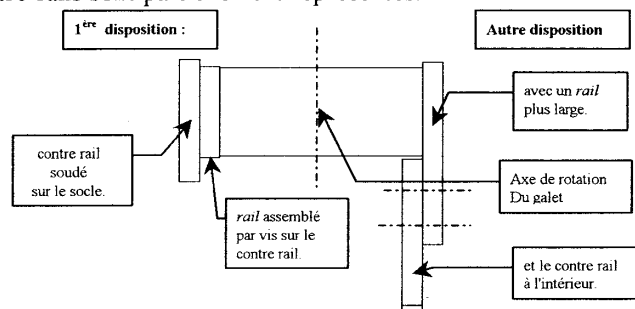 1ère disposition :
Autre disposition
avec un rail
plus large.
contre rail
soudé
sur le socle.
rail assemblé
par vis sur le
contre rail.
Axe de rotation
Du galet
et le contre rail
à l'intérieur.